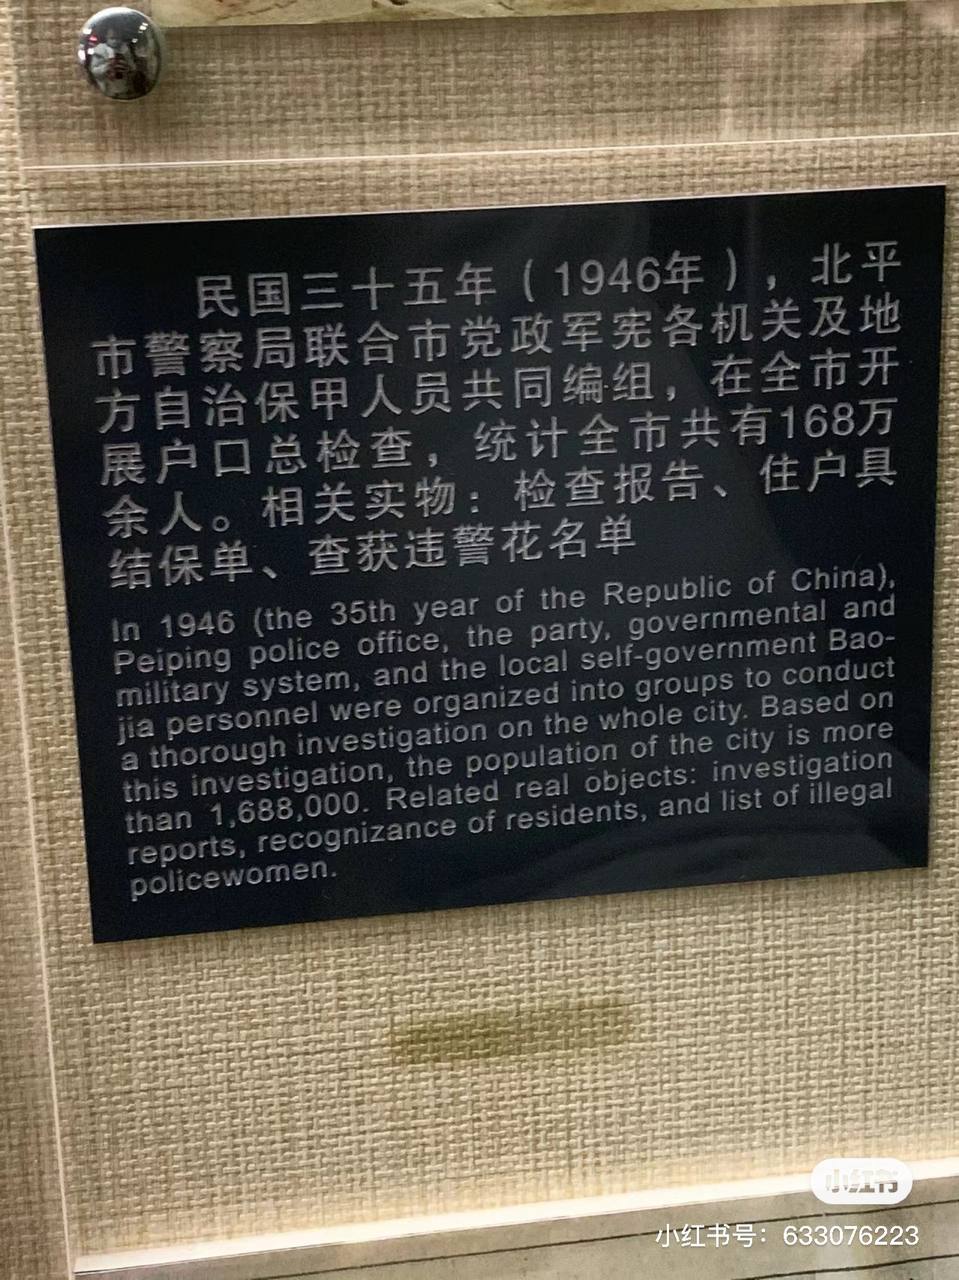 民国三十五年（1946年），北平
市警察局联合市党政军宪各机关及地
方自治保甲人员共同编组，在全市开
展户口总检查，统计全市共有168万
余人。相关实物：检查报告、住户具
结保单、查获违警花名单
In 1946 (the 35th year of the Republic of China),
Peiping police office, the party, governmental and
military system, and the local self-government Bao-
jia personnel were organized into groups to conduct
a thorough investigation on the whole city. Based on
this investigation, the population of the city is more
than 1,688,000. Related real objects: investigation
reports, recognizance of residents, and list of illegal
policewomen.
小红书
小红书号：633076223